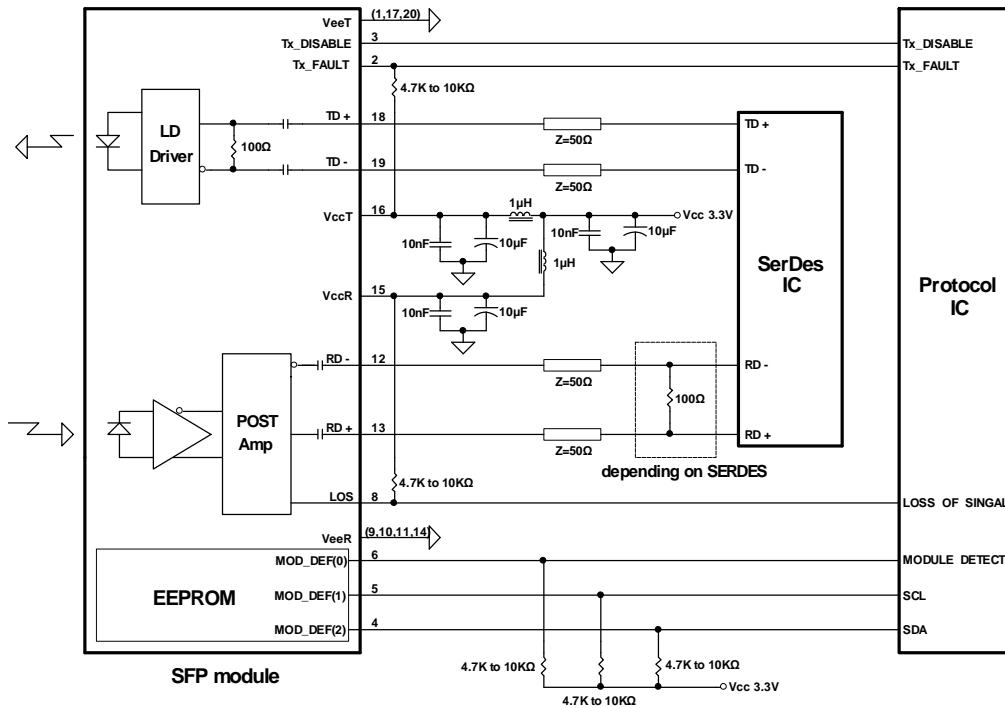 VeeT
(1,17,20)
Tx_DISABLE
3
Tx_DISABLE
Tx_FAULT
2
Tx_FAULT
4.7K to 10KΩ
LD
Driver
100Ω
TD +
18
Z=50Ω
TD +
TD -
19
Z=50Ω
TD -
VccT
16
1µH
Vcc 3.3V
10nF
10µF
10nF
10µF
1µH
SerDes
IC
Protocol
IC
VccR
15
10nF
10µF
POST
Amp
RD -
12
Z=50Ω
RD -
100Ω
RD +
13
Z=50Ω
RD +
depending on SERDES
4.7K to 10KΩ
LOS
8
LOSS OF SINGAL
VeeR
(9,10,11,14)
EEPROM
MOD_DEF(0)
6
MODULE DETECT
MOD_DEF(1)
5
SCL
MOD_DEF(2)
4
SDA
4.7K to 10KΩ
4.7K to 10KΩ
4.7K to 10KΩ
Vcc 3.3V
SFP module